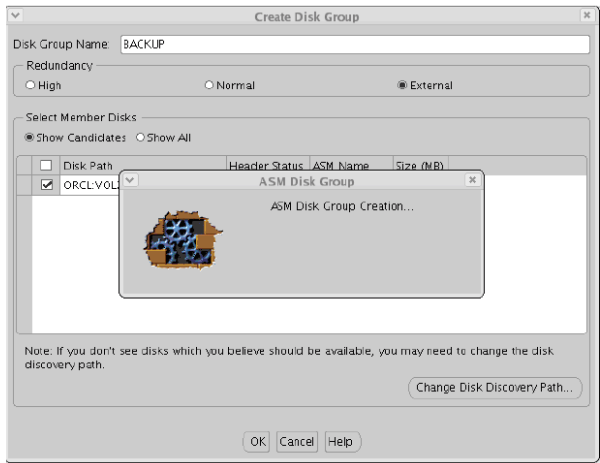 Create Disk Group
Disk Group Name: BACKUP
Redundancy
High Normal External
Select Member Disks
Show Candidates Show All
Disk Path Header Status ASM Name Size (MB)
ASM Disk Group
ASM Disk Group Creation...
Note: If you don't see disks which you believe should be available, you may need to change the disk
discovery path.
Change Disk Discovery Path...
OK Cancel Help